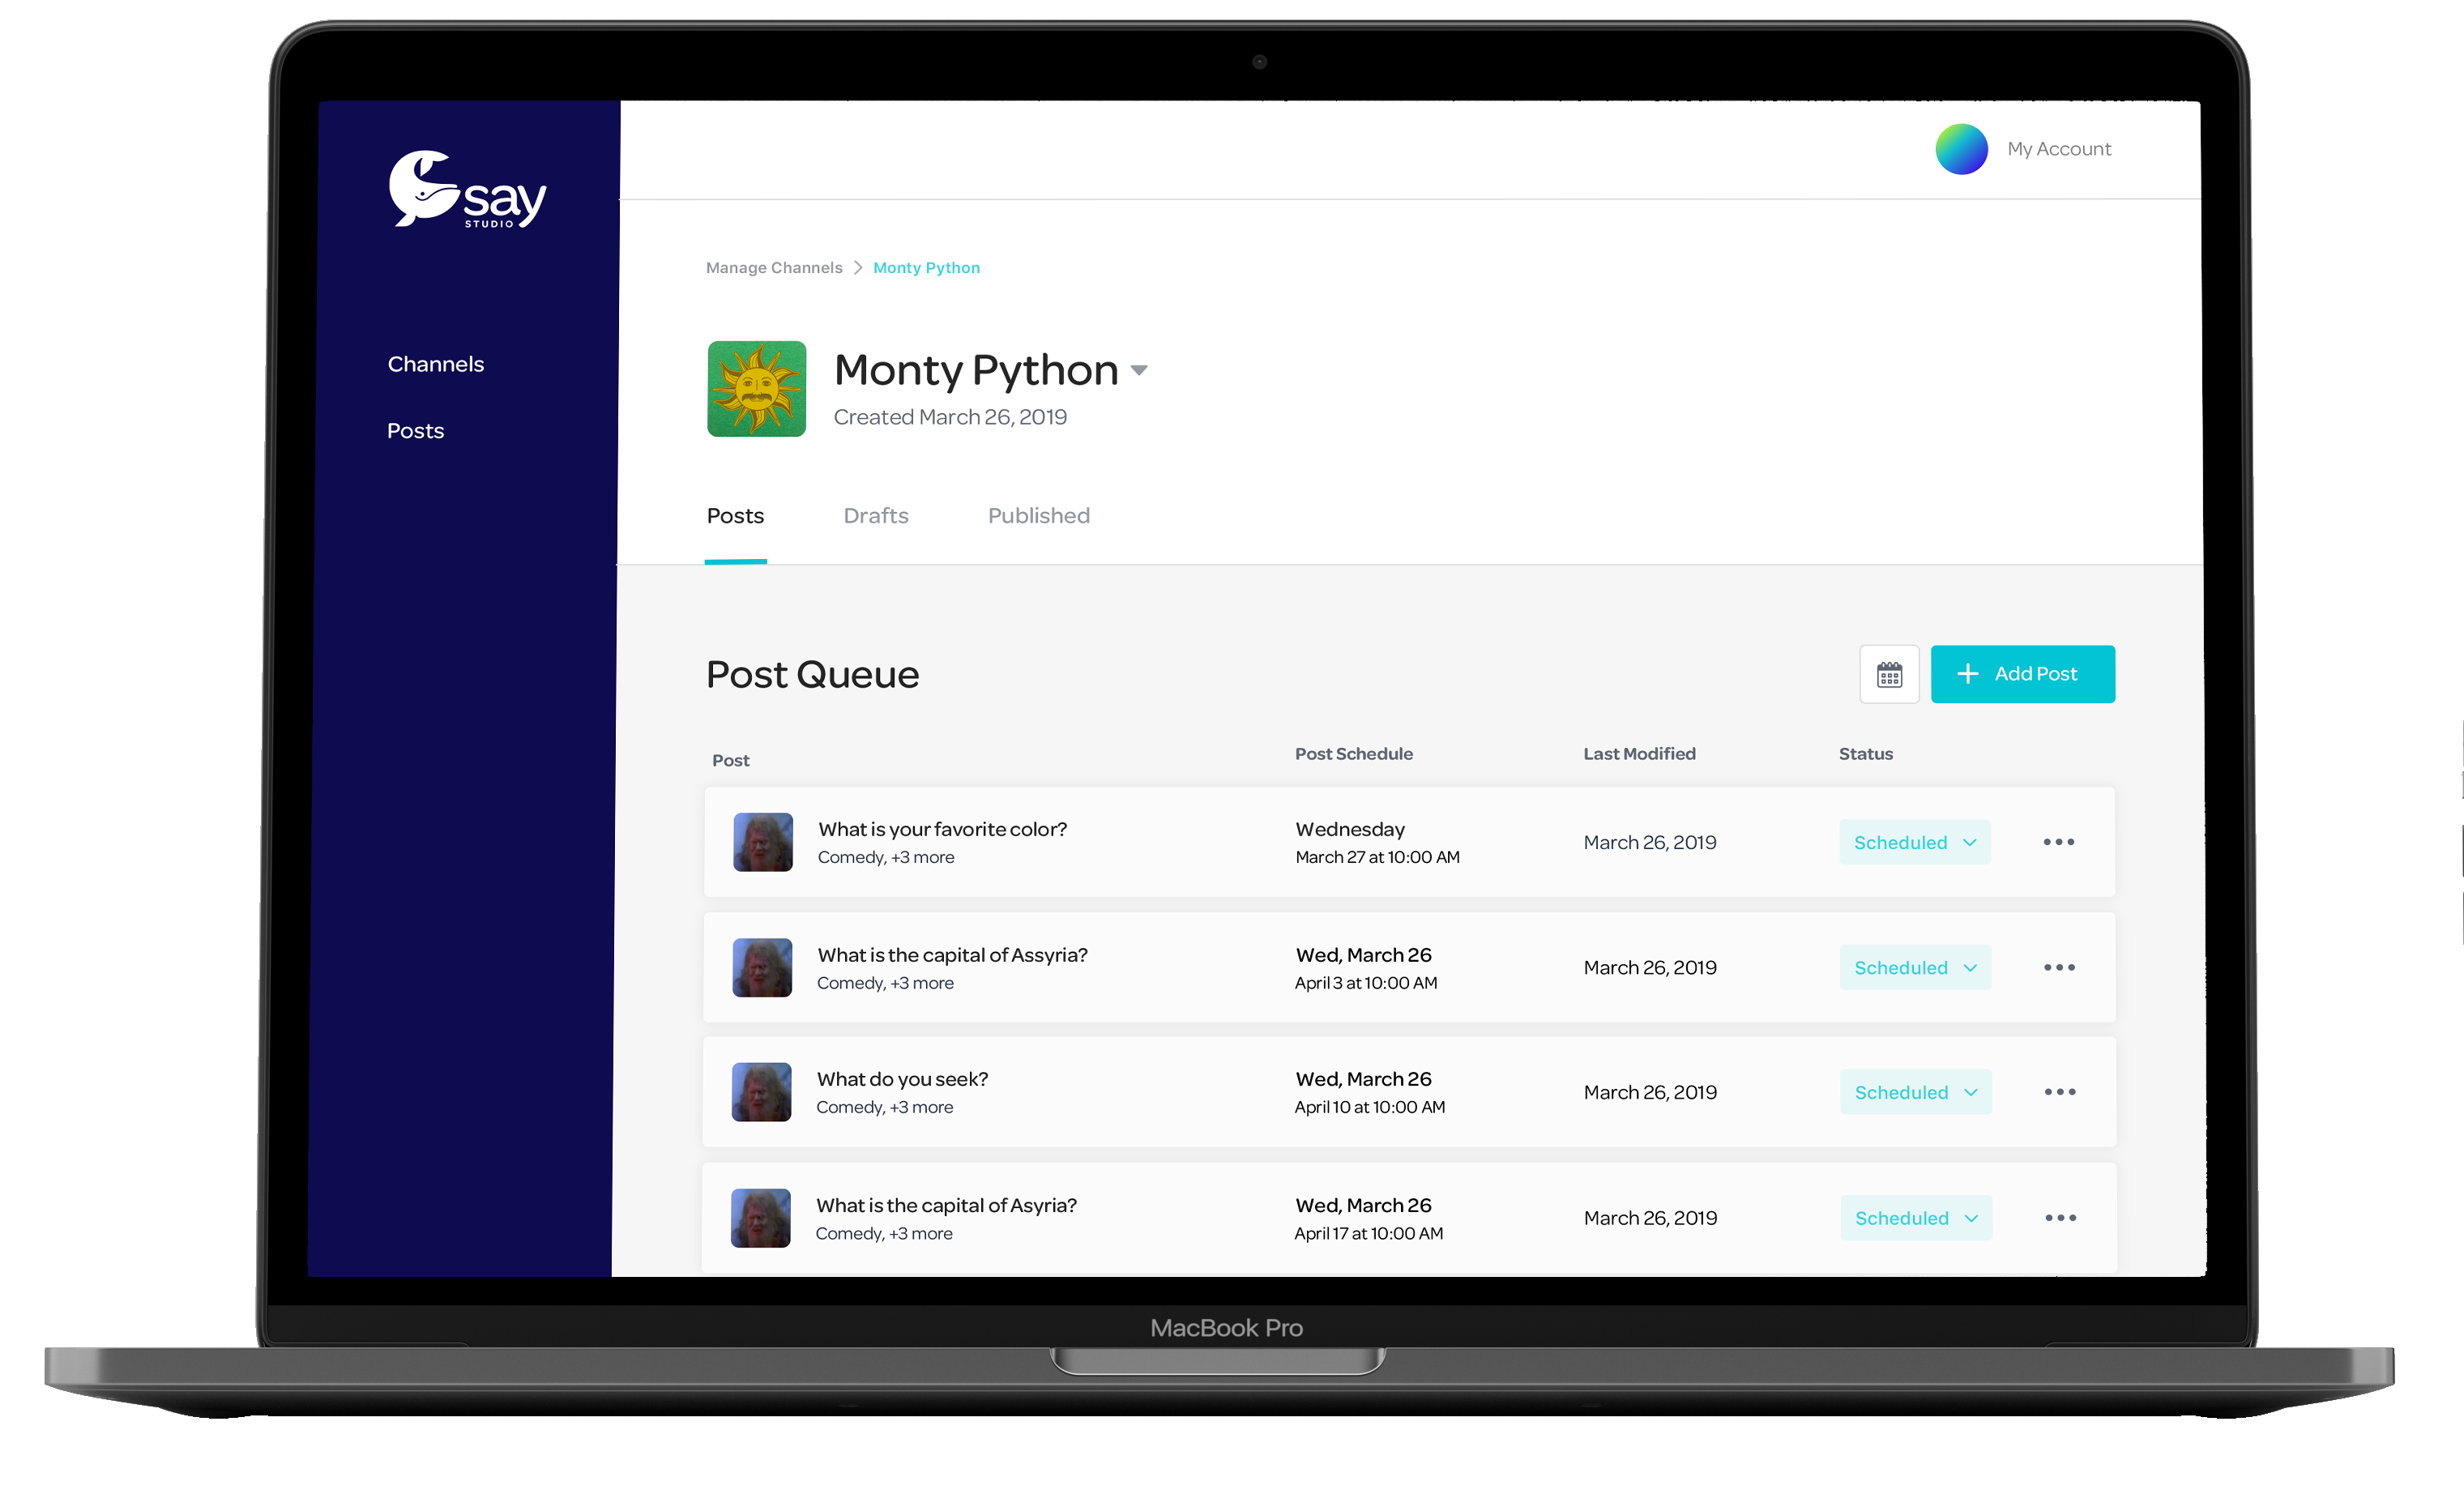 say
STUDIO
My Account
Channels
Posts
Manage Channels > Monty Python
Monty Python
Created March 26, 2019
Posts Drafts Published
Post Queue
+ Add Post
Post Post Schedule Last Modified Status
What is your favorite color?
Comedy, +3 more
Wednesday
March 27 at 10:00 AM
March 26, 2019
Scheduled
What is the capital of Assyria?
Comedy, +3 more
Wed, March 26
April 3 at 10:00 AM
March 26, 2019
Scheduled
What do you seek?
Comedy, +3 more
Wed, March 26
April 10 at 10:00 AM
March 26, 2019
Scheduled
What is the capital of Asyria?
Comedy, +3 more
Wed, March 26
April 17 at 10:00 AM
March 26, 2019
Scheduled
MacBook Pro